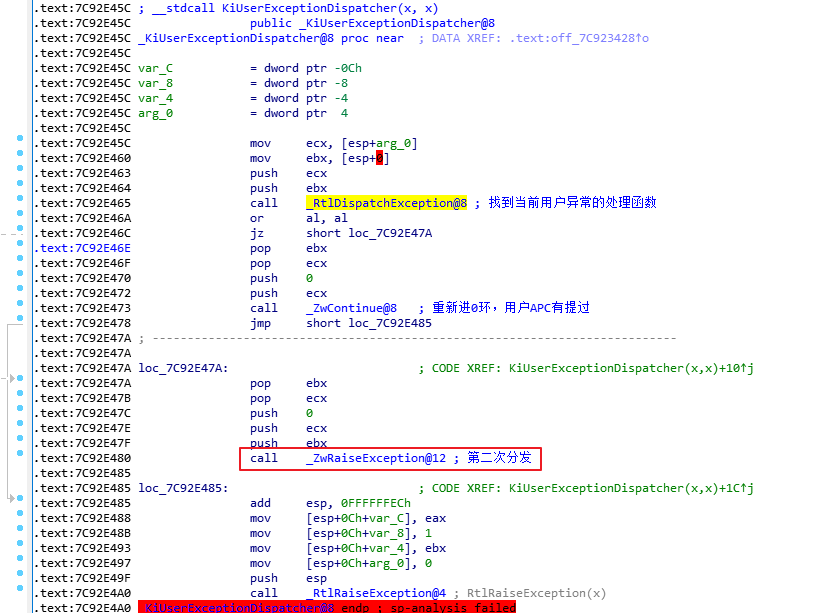 .text:7C92E45C ; __stdcall KiUserExceptionDispatcher(x, x)
.text:7C92E45C                 public _KiUserExceptionDispatcher@8
.text:7C92E45C _KiUserExceptionDispatcher@8 proc near  ; DATA XREF: .text:off_7C923428↑o
.text:7C92E45C
.text:7C92E45C var_C           = dword ptr -0Ch
.text:7C92E45C var_8           = dword ptr -8
.text:7C92E45C var_4           = dword ptr -4
.text:7C92E45C arg_0           = dword ptr  4
.text:7C92E45C
.text:7C92E45C                 mov     ecx, [esp+arg_0]
.text:7C92E460                 mov     ebx, [esp+0]
.text:7C92E463                 push    ecx
.text:7C92E464                 push    ebx
.text:7C92E465                 call    _RtlDispatchException@8 ; 找到当前用户异常的处理函数
.text:7C92E46A                 or      al, al
.text:7C92E46C                 jz      short loc_7C92E47A
.text:7C92E46E                 pop     ebx
.text:7C92E46F                 pop     ecx
.text:7C92E470                 push    0
.text:7C92E472                 push    ecx
.text:7C92E473                 call    _ZwContinue@8   ; 重新进0环，用户APC有提过
.text:7C92E478                 jmp     short loc_7C92E485
.text:7C92E47A ; ---------------------------------------------------------------------------
.text:7C92E47A
.text:7C92E47A loc_7C92E47A:                           ; CODE XREF: KiUserExceptionDispatcher(x,x)+10↑j
.text:7C92E47A                 pop     ebx
.text:7C92E47B                 pop     ecx
.text:7C92E47C                 push    0
.text:7C92E47E                 push    ecx
.text:7C92E47F                 push    ebx
.text:7C92E480                 call    _ZwRaiseException@12 ; 第二次分发
.text:7C92E485
.text:7C92E485 loc_7C92E485:                           ; CODE XREF: KiUserExceptionDispatcher(x,x)+1C↑j
.text:7C92E485                 add     esp, 0FFFFFFECh
.text:7C92E488                 mov     [esp+0Ch+var_C], eax
.text:7C92E48B                 mov     [esp+0Ch+var_8], 1
.text:7C92E493                 mov     [esp+0Ch+var_4], ebx
.text:7C92E497                 mov     [esp+0Ch+arg_0], 0
.text:7C92E49F                 push    esp
.text:7C92E4A0                 call    _RtlRaiseException@4 ; RtlRaiseException(x)
.text:7C92E4A0 _KiUserExceptionDispatcher@8 endp ; sp-analysis failed